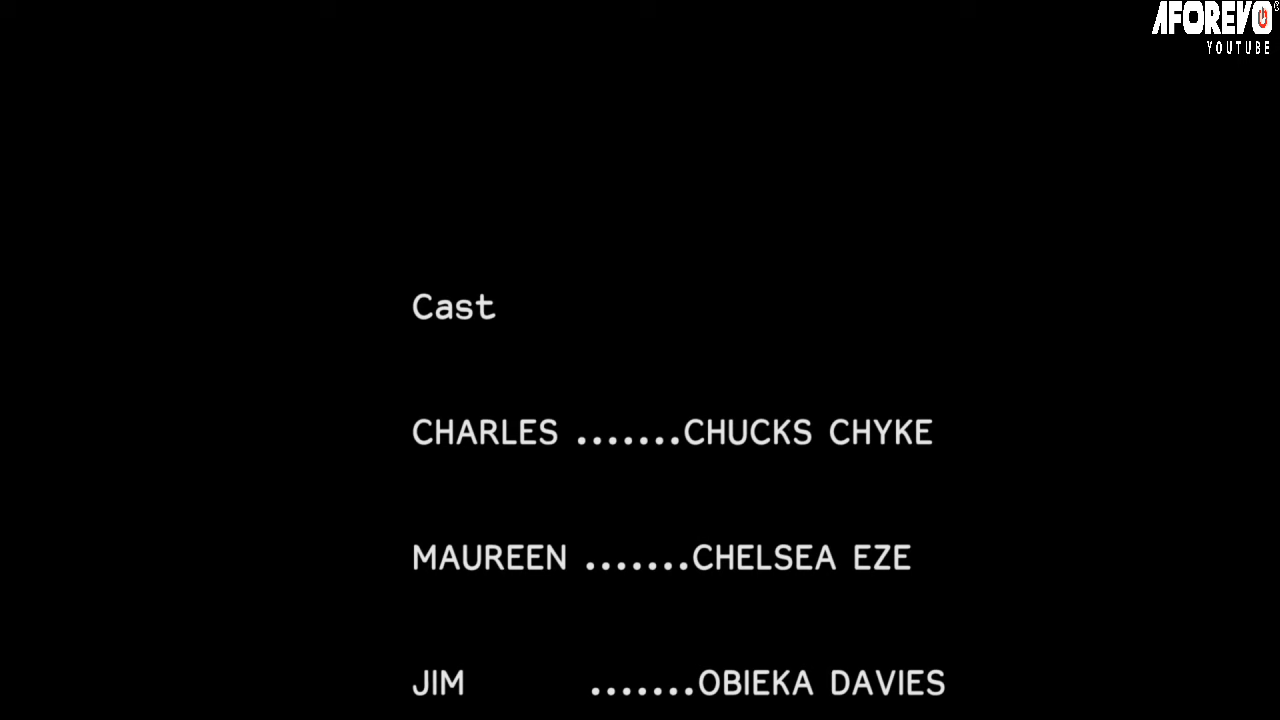 AFOREVO
YOUTUBE
Cast
CHARLES .......CHUCKS CHYKE
MAUREEN .......CHELSEA EZE
JIM .......OBIEKA DAVIES